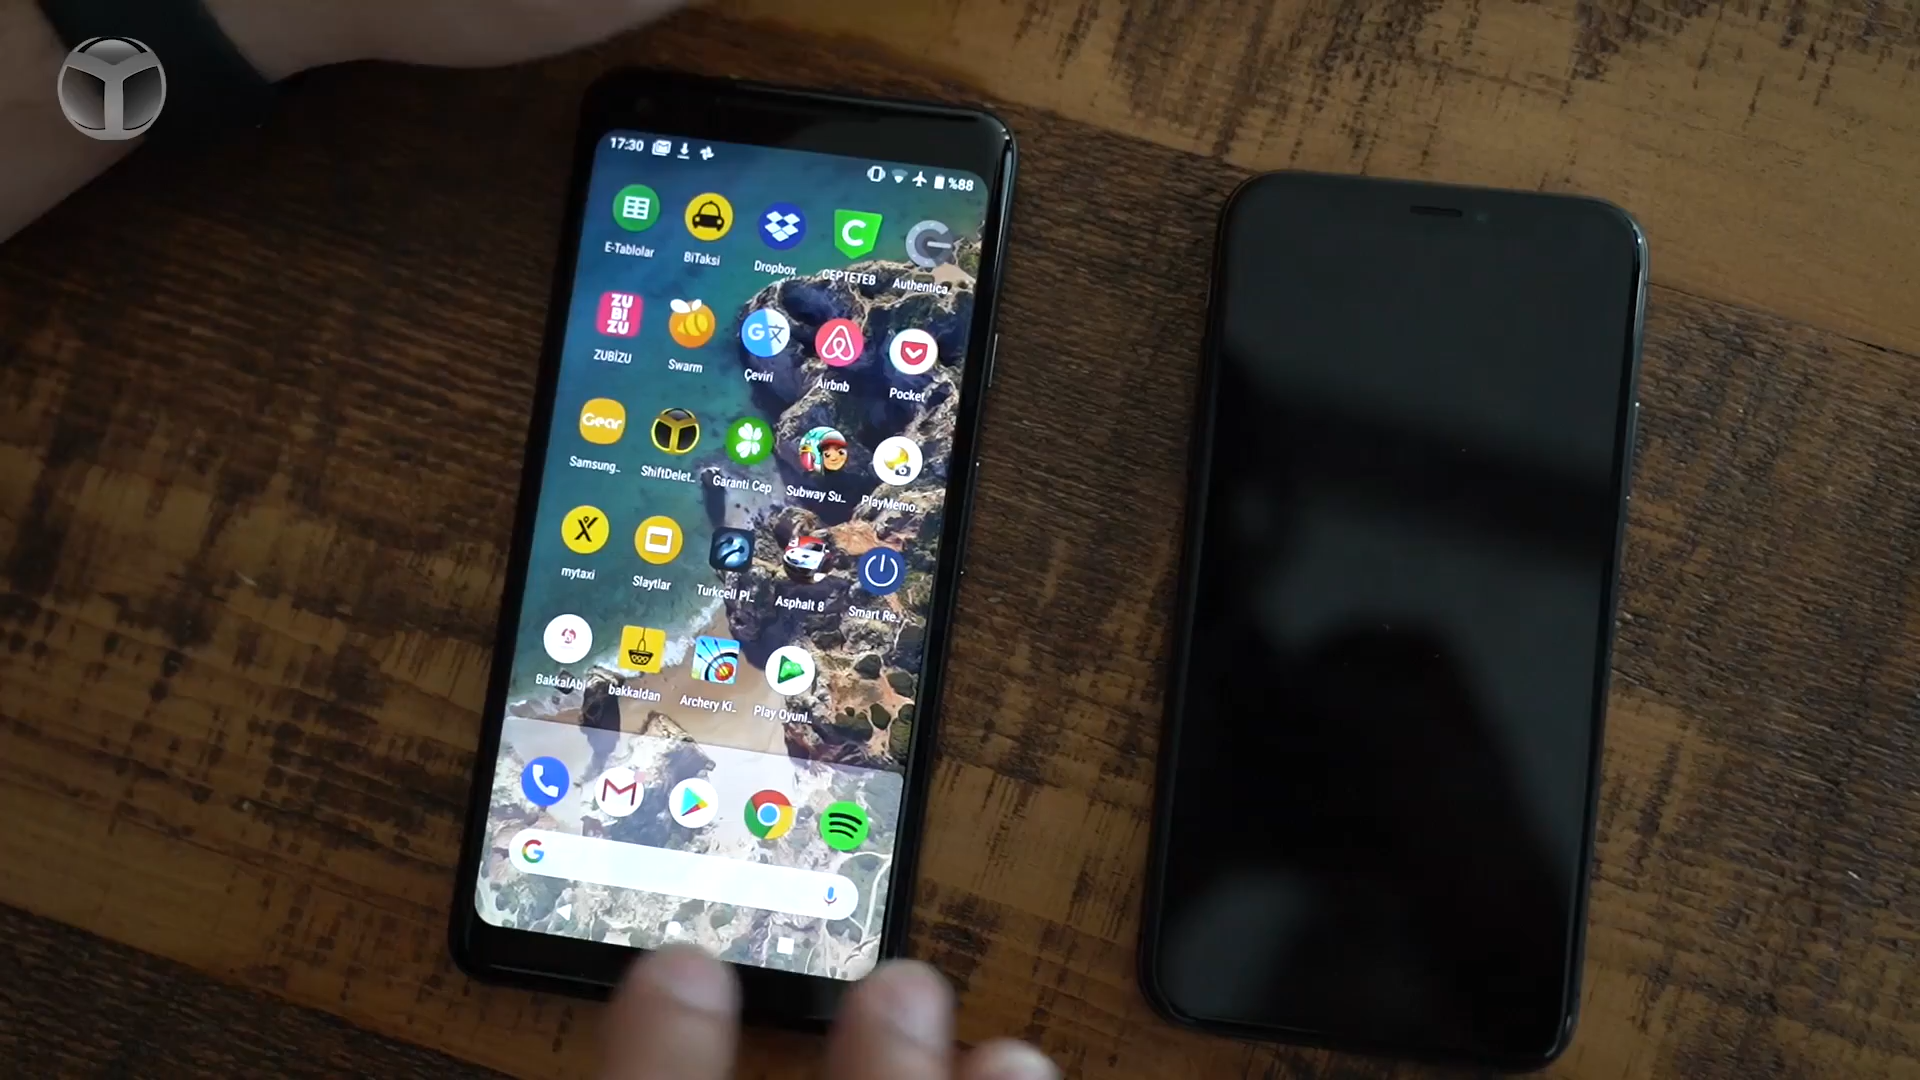 17:30
%88
E-Tablolar
BiTaksi
Dropbox
CEPTETEB
Authentica...
ZU
BI
ZU
ZUBİZU
Swarm
Çeviri
Airbnb
Pocket
Gear
Samsung...
ShiftDelet...
Garanti Cep
Subway Su...
PlayMemo...
mytaxi
Slaytlar
Turkcell Pl...
Asphalt 8
Smart Re...
BakkalAbi
bakkaldan
Archery Ki...
Play Oyunl...